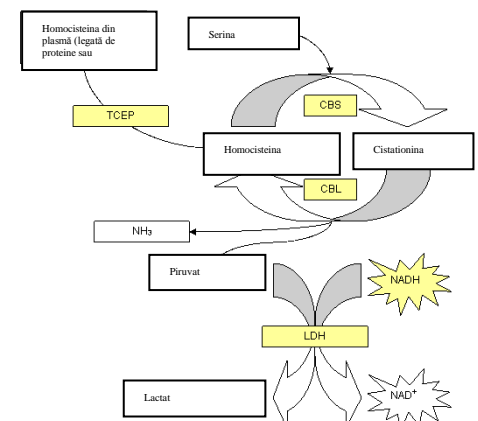 Homocisteina din
plasmă (legată de
proteine sau
Serina
TCEP
CBS
Homocisteina
Cistationina
CBL
NH₃
Piruvat
NADH
LDH
Lactat
NAD⁺